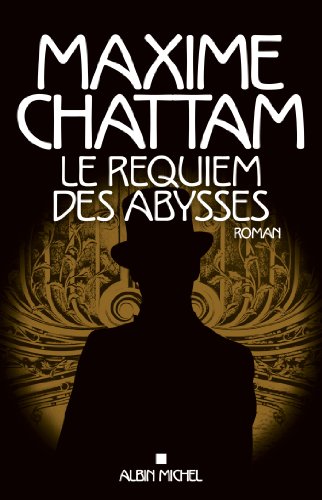 MAXIME
CHATTAM
LE REQUIEM
DES ABYSSES
ROMAN
ALBIN MICHEL